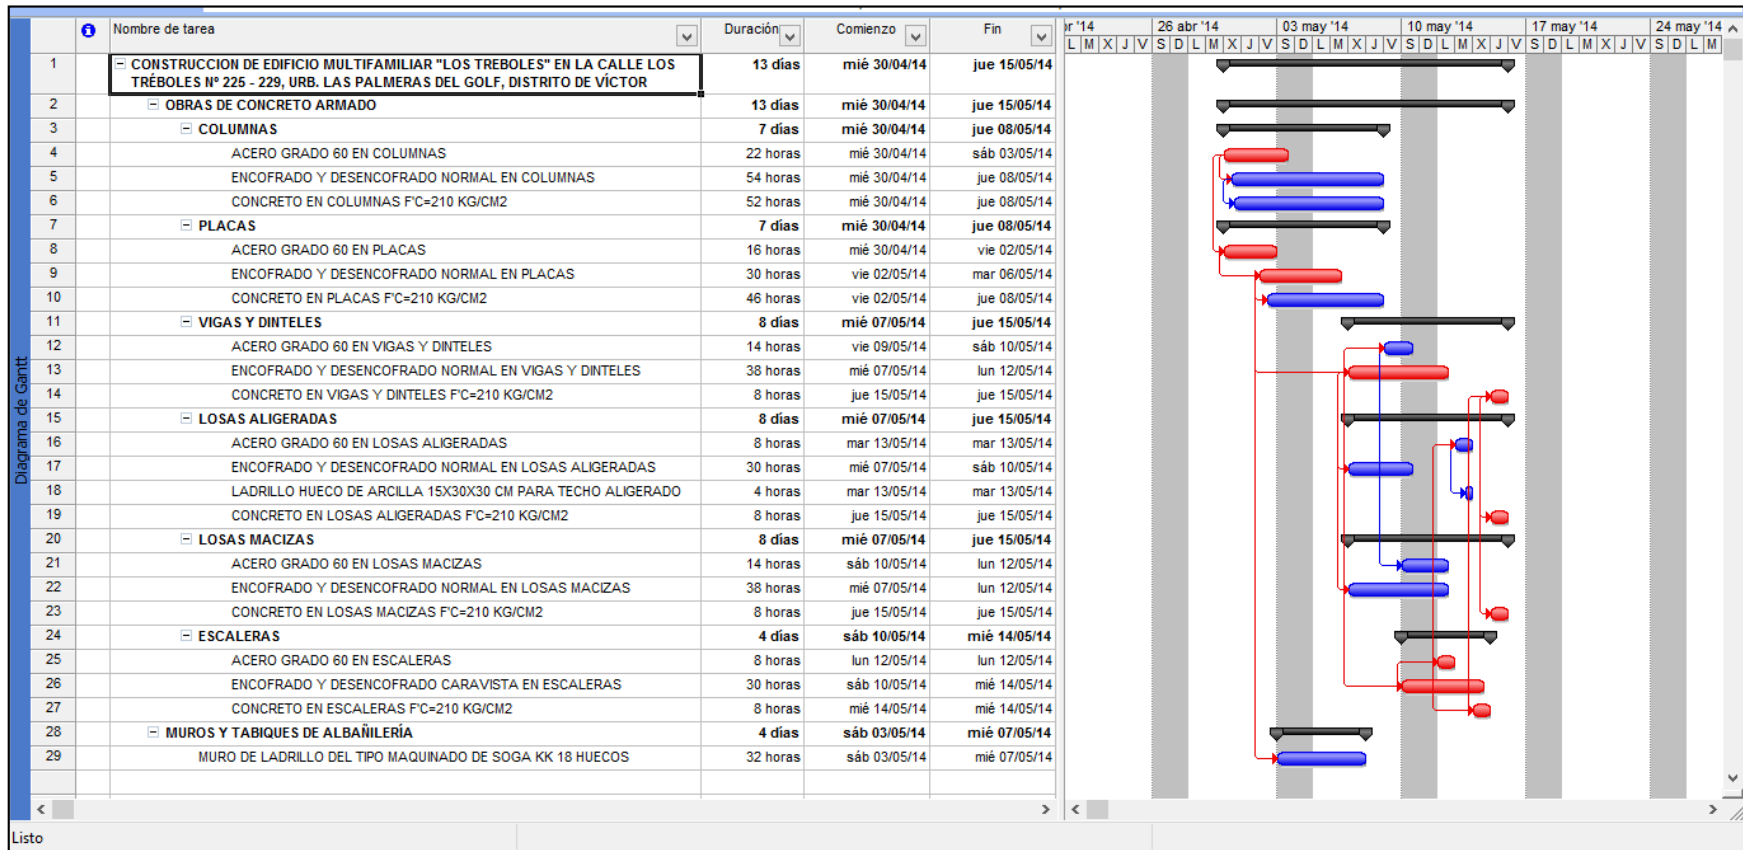 Nombre de tarea Duración Comienzo Fin
or '14 26 abr '14 03 may '14 10 may '14 17 may '14 24 may '14
L M X J V S D L M X J V S D L M X J V S D L M X J V S D L M X J V S D L M
1 CONSTRUCCION DE EDIFICIO MULTIFAMILIAR "LOS TREBOLES" EN LA CALLE LOS 13 días mié 30/04/14 jue 15/05/14
TRÉBOLES Nº 225 - 229, URB. LAS PALMERAS DEL GOLF, DISTRITO DE VÍCTOR
2 OBRAS DE CONCRETO ARMADO 13 días mié 30/04/14 jue 15/05/14
3 COLUMNAS 7 días mié 30/04/14 jue 08/05/14
4 ACERO GRADO 60 EN COLUMNAS 22 horas mié 30/04/14 sáb 03/05/14
5 ENCOFRADO Y DESENCOFRADO NORMAL EN COLUMNAS 54 horas mié 30/04/14 jue 08/05/14
6 CONCRETO EN COLUMNAS F'C=210 KG/CM2 52 horas mié 30/04/14 jue 08/05/14
7 PLACAS 7 días mié 30/04/14 jue 08/05/14
8 ACERO GRADO 60 EN PLACAS 16 horas mié 30/04/14 vie 02/05/14
9 ENCOFRADO Y DESENCOFRADO NORMAL EN PLACAS 30 horas vie 02/05/14 mar 06/05/14
10 CONCRETO EN PLACAS F'C=210 KG/CM2 46 horas vie 02/05/14 jue 08/05/14
11 VIGAS Y DINTELES 8 días mié 07/05/14 jue 15/05/14
12 ACERO GRADO 60 EN VIGAS Y DINTELES 14 horas vie 09/05/14 sáb 10/05/14
13 ENCOFRADO Y DESENCOFRADO NORMAL EN VIGAS Y DINTELES 38 horas mié 07/05/14 lun 12/05/14
14 CONCRETO EN VIGAS Y DINTELES F'C=210 KG/CM2 8 horas jue 15/05/14 jue 15/05/14
15 LOSAS ALIGERADAS 8 días mié 07/05/14 jue 15/05/14
16 ACERO GRADO 60 EN LOSAS ALIGERADAS 8 horas mar 13/05/14 mar 13/05/14
17 ENCOFRADO Y DESENCOFRADO NORMAL EN LOSAS ALIGERADAS 30 horas mié 07/05/14 sáb 10/05/14
18 LADRILLO HUECO DE ARCILLA 15X30X30 CM PARA TECHO ALIGERADO 4 horas mar 13/05/14 mar 13/05/14
19 CONCRETO EN LOSAS ALIGERADAS F'C=210 KG/CM2 8 horas jue 15/05/14 jue 15/05/14
20 LOSAS MACIZAS 8 días mié 07/05/14 jue 15/05/14
21 ACERO GRADO 60 EN LOSAS MACIZAS 14 horas sáb 10/05/14 lun 12/05/14
22 ENCOFRADO Y DESENCOFRADO NORMAL EN LOSAS MACIZAS 38 horas mié 07/05/14 lun 12/05/14
23 CONCRETO EN LOSAS MACIZAS F'C=210 KG/CM2 8 horas jue 15/05/14 jue 15/05/14
24 ESCALERAS 4 días sáb 10/05/14 mié 14/05/14
25 ACERO GRADO 60 EN ESCALERAS 8 horas lun 12/05/14 lun 12/05/14
26 ENCOFRADO Y DESENCOFRADO CARAVISTA EN ESCALERAS 30 horas sáb 10/05/14 mié 14/05/14
27 CONCRETO EN ESCALERAS F'C=210 KG/CM2 8 horas mié 14/05/14 mié 14/05/14
28 MUROS Y TABIQUES DE ALBAÑILERÍA 4 días sáb 03/05/14 mié 07/05/14
29 MURO DE LADRILLO DEL TIPO MAQUINADO DE SOGA KK 18 HUECOS 32 horas sáb 03/05/14 mié 07/05/14
Diagrama de Gantt
Listo